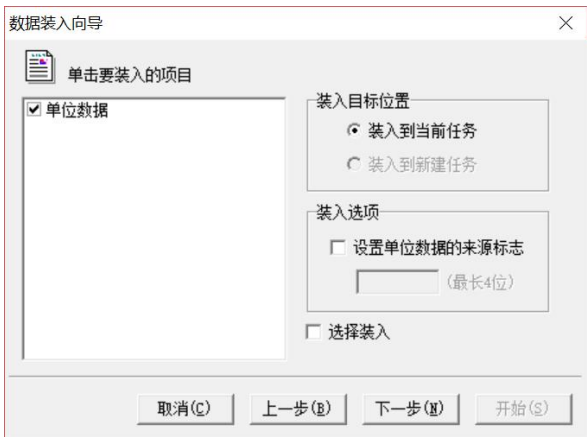 数据装入向导
单击要装入的项目
单位数据
装入目标位置
装入到当前任务
装入到新建任务
装入选项
设置单位数据的来源标志
(最长4位)
选择装入
取消(C) 上一步(B) 下一步(N) 开始(S)